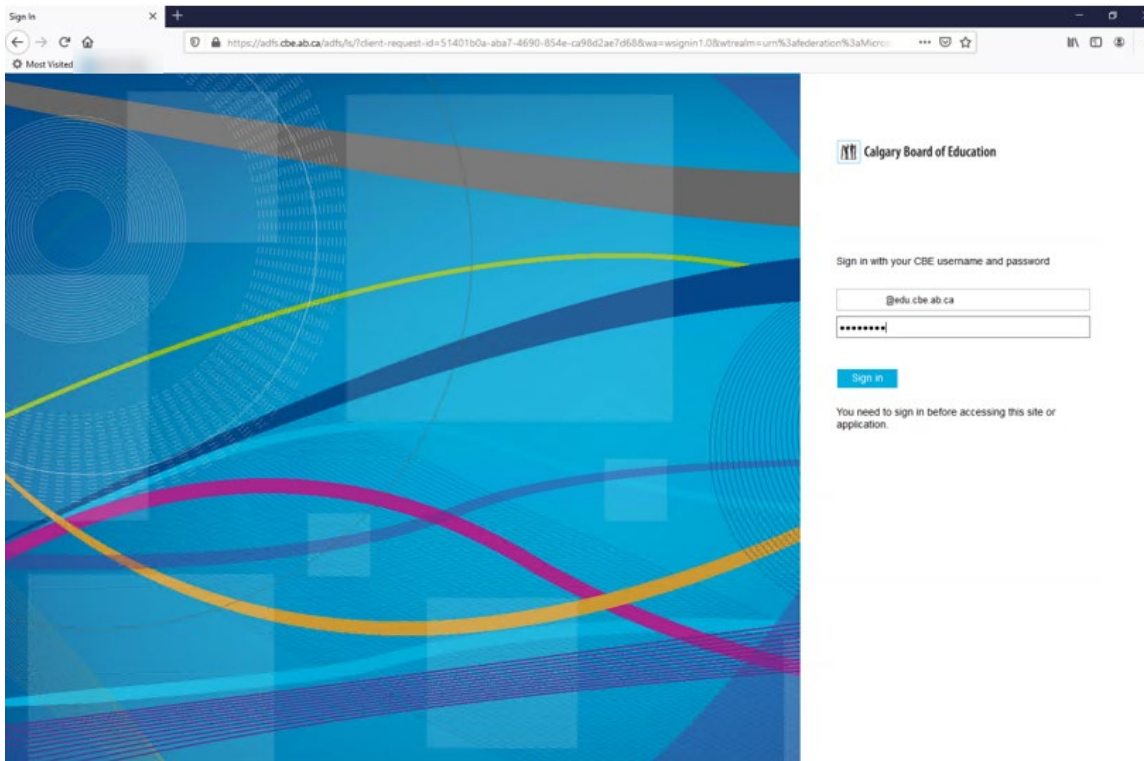 Sign In
https://adfs.cbe.ab.ca/adfs/ls/?client-request-id=51401b0a-aba7-4690-854e-ca98d2ae7d68&wa=wsignin1.0&wtrealm=urn%3afederation%3aMicros
Most Visited
Calgary Board of Education
Sign in with your CBE username and password
@edu.cbe.ab.ca
Sign in
You need to sign in before accessing this site or
application.